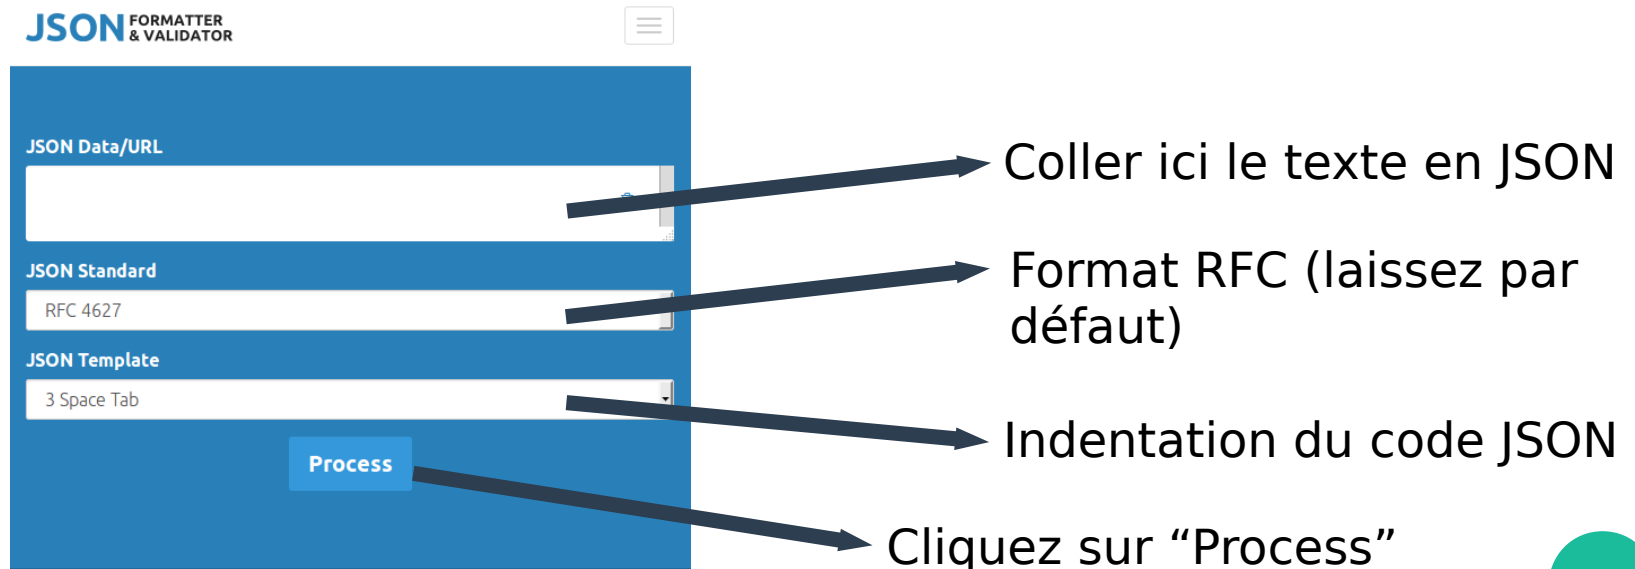 JSON FORMATTER
& VALIDATOR
JSON Data/URL
Coller ici le texte en JSON
JSON Standard
RFC 4627
Format RFC (laissez par
défaut)
JSON Template
3 Space Tab
Indentation du code JSON
Process
Cliquez sur “Process”